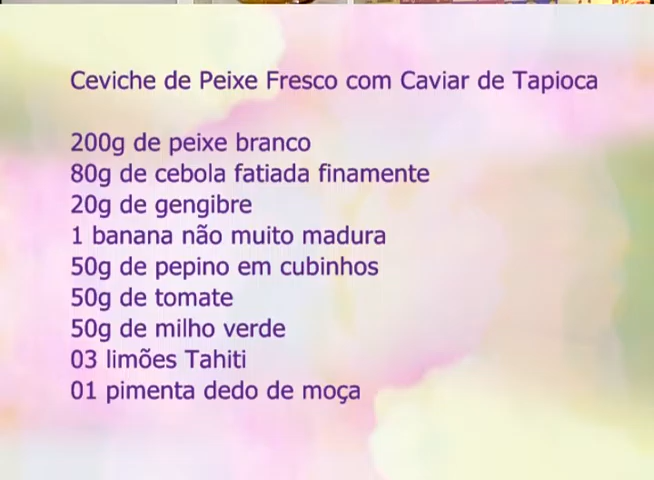 Ceviche de Peixe Fresco com Caviar de Tapioca
200g de peixe branco
80g de cebola fatiada finamente
20g de gengibre
1 banana não muito madura
50g de pepino em cubinhos
50g de tomate
50g de milho verde
03 limões Tahiti
01 pimenta dedo de moça